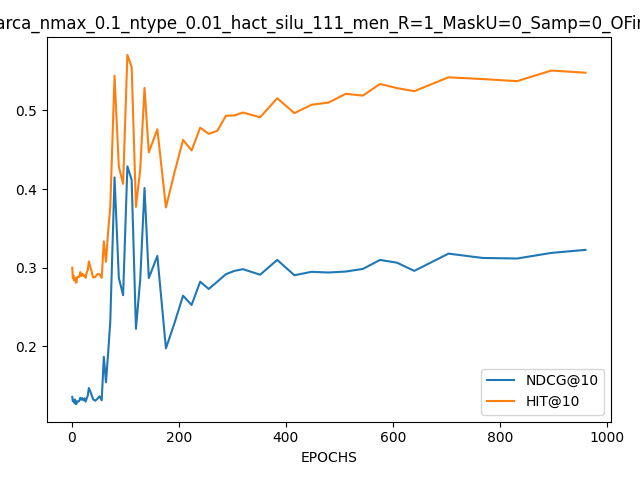 arca_nmax_0.1_ntype_0.01_hact_silu_111_men_R=1_MaskU=0_Samp=0_OFin
0.5
0.4
0.3
0.2
NDCG@10
HIT@10
0 200 400 600 800 1000
EPOCHS